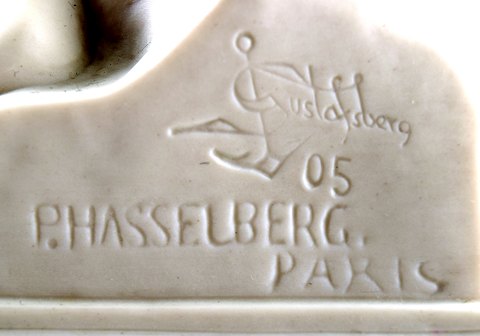 Gustafsberg
05
P. HASSELBERG.
PARIS